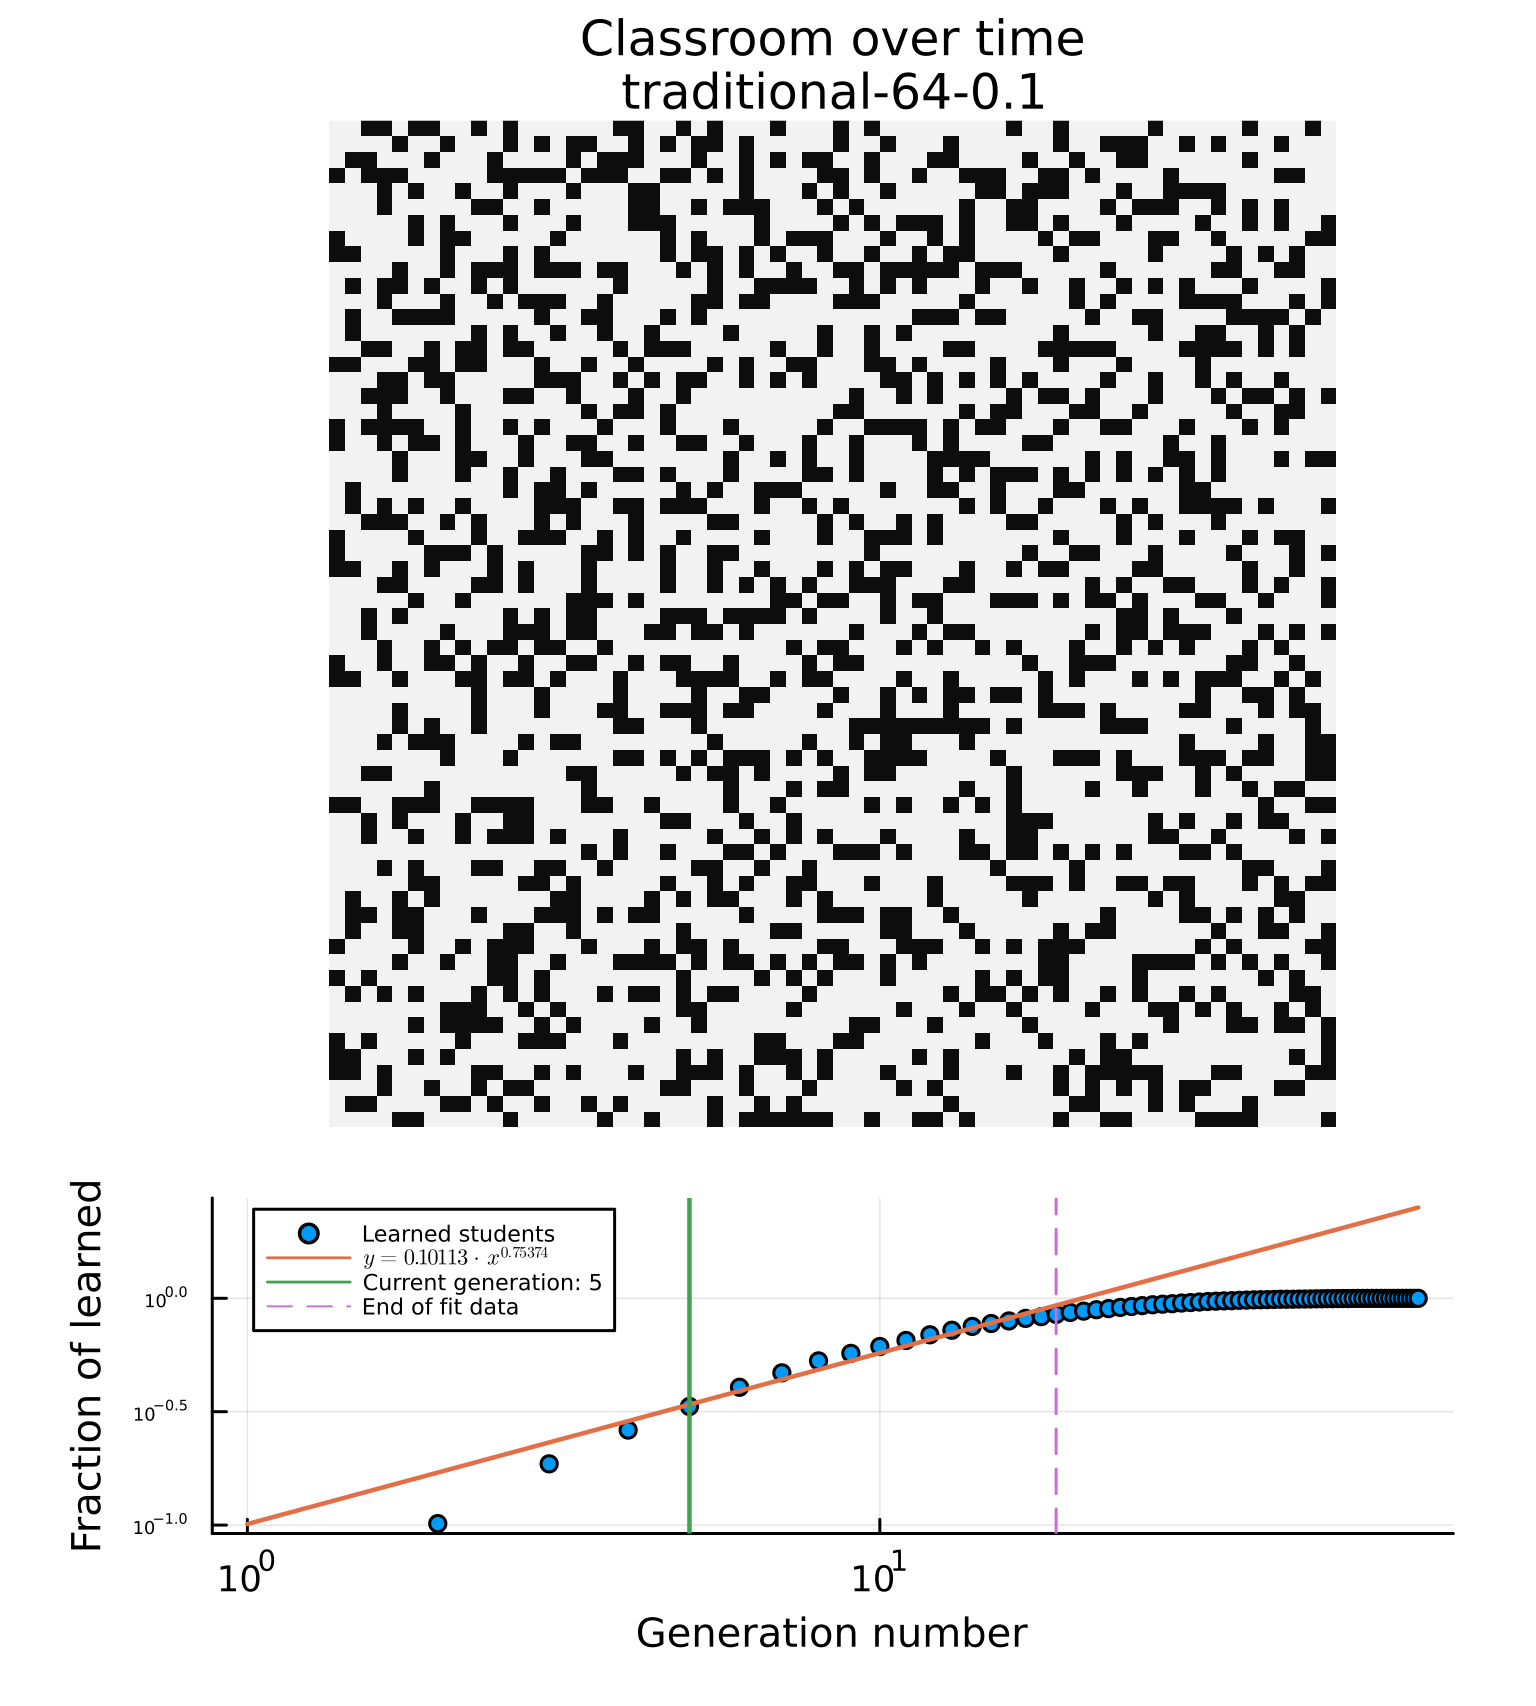 Classroom over time
traditional-64-0.1
Fraction of learned
Learned students
y = 0.10113 · x^0.75374
Current generation: 5
End of fit data
10^0.0
10^−0.5
10^−1.0
10^0
10^1
Generation number